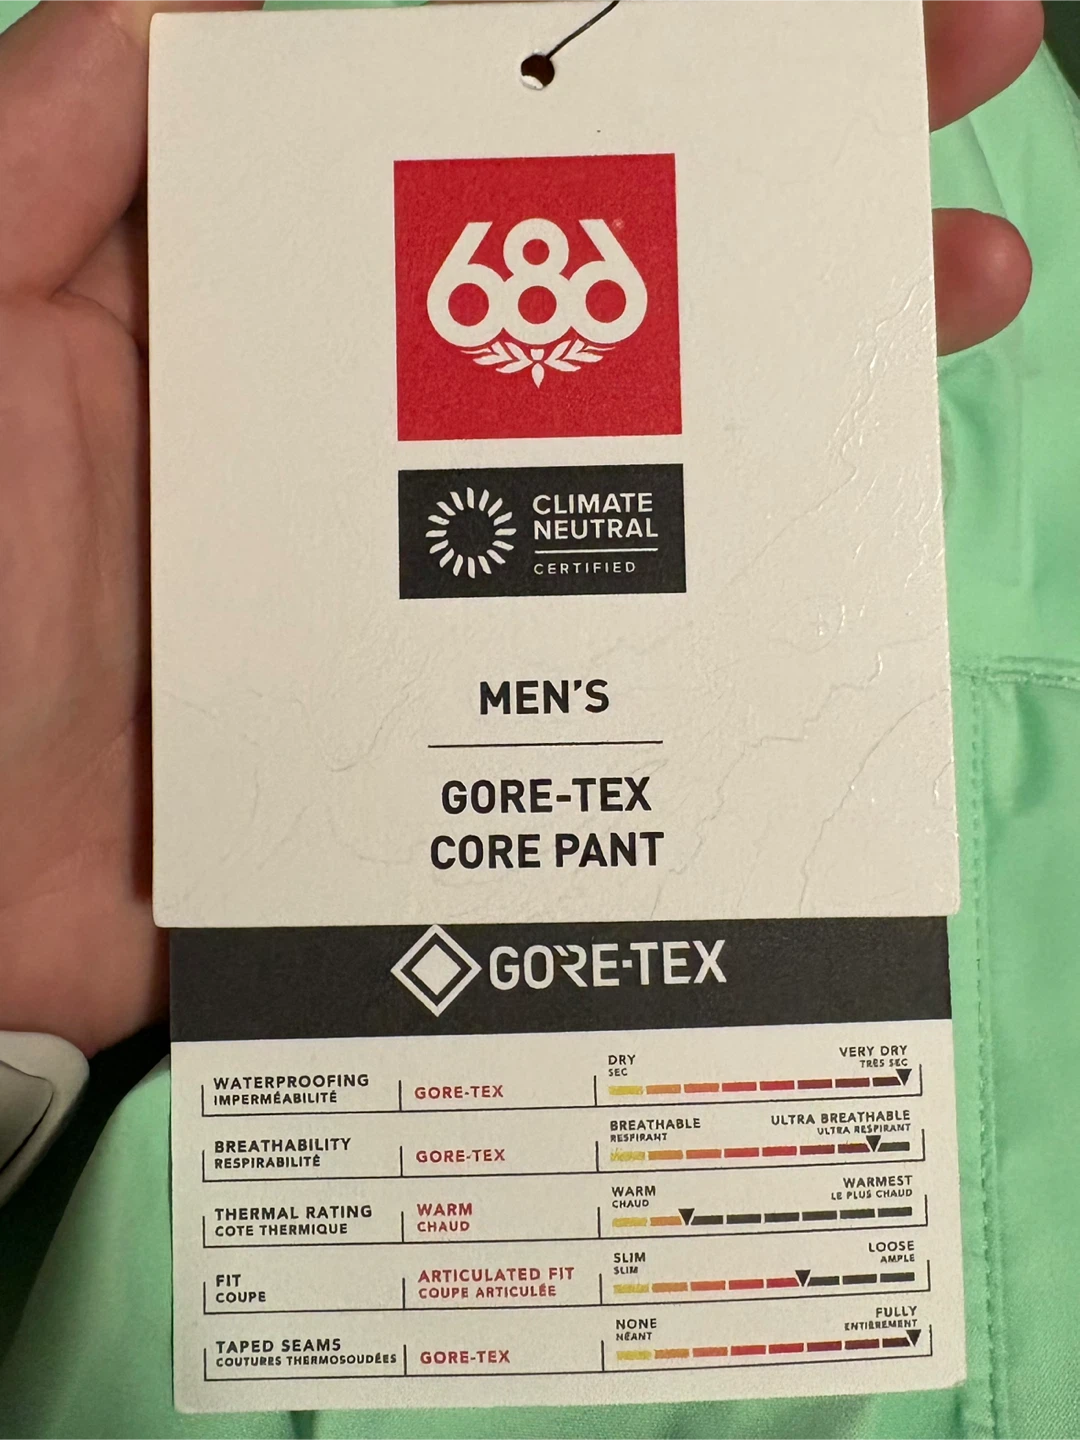 686
CLIMATE
NEUTRAL
CERTIFIED
MEN'S
GORE-TEX
CORE PANT
GORE-TEX
WATERPROOFING
IMPERMÉABILITÉ
GORE-TEX
DRY
SEC
VERY DRY
TRÈS SEC
BREATHABILITY
RESPIRABILITÉ
GORE-TEX
BREATHABLE
RESPIRANT
ULTRA BREATHABLE
ULTRA RESPIRANT
THERMAL RATING
COTE THERMIQUE
WARM
CHAUD
WARM
CHAUD
WARMEST
LE PLUS CHAUD
FIT
COUPE
ARTICULATED FIT
COUPE ARTICULÉE
SLIM
SLIM
LOOSE
AMPLE
TAPED SEAMS
COUTURES THERMOSOUDÉES
GORE-TEX
NONE
NÉANT
FULLY
ENTIÈREMENT